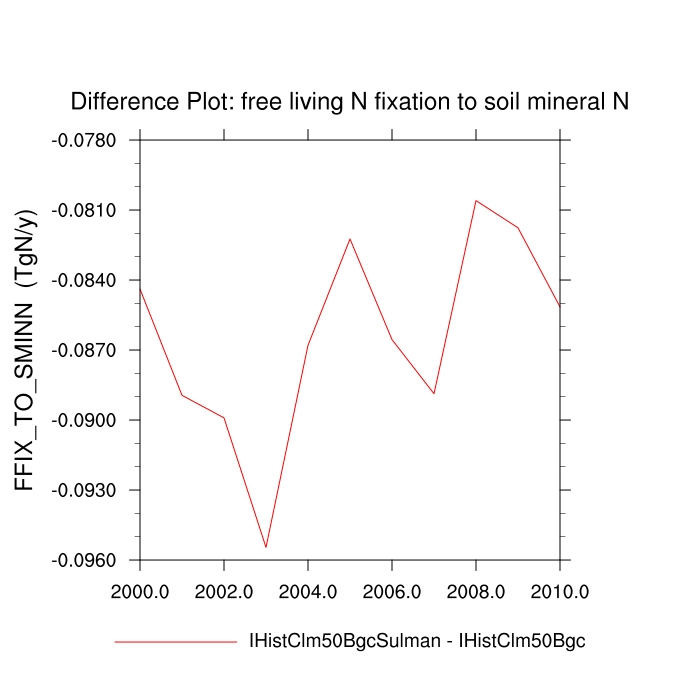 Difference Plot: free living N fixation to soil mineral N
FFIX_TO_SMINN (TgN/y)
-0.0780
-0.0810
-0.0840
-0.0870
-0.0900
-0.0930
-0.0960
2000.0 2002.0 2004.0 2006.0 2008.0 2010.0
IHistClm50BgcSulman - IHistClm50Bgc